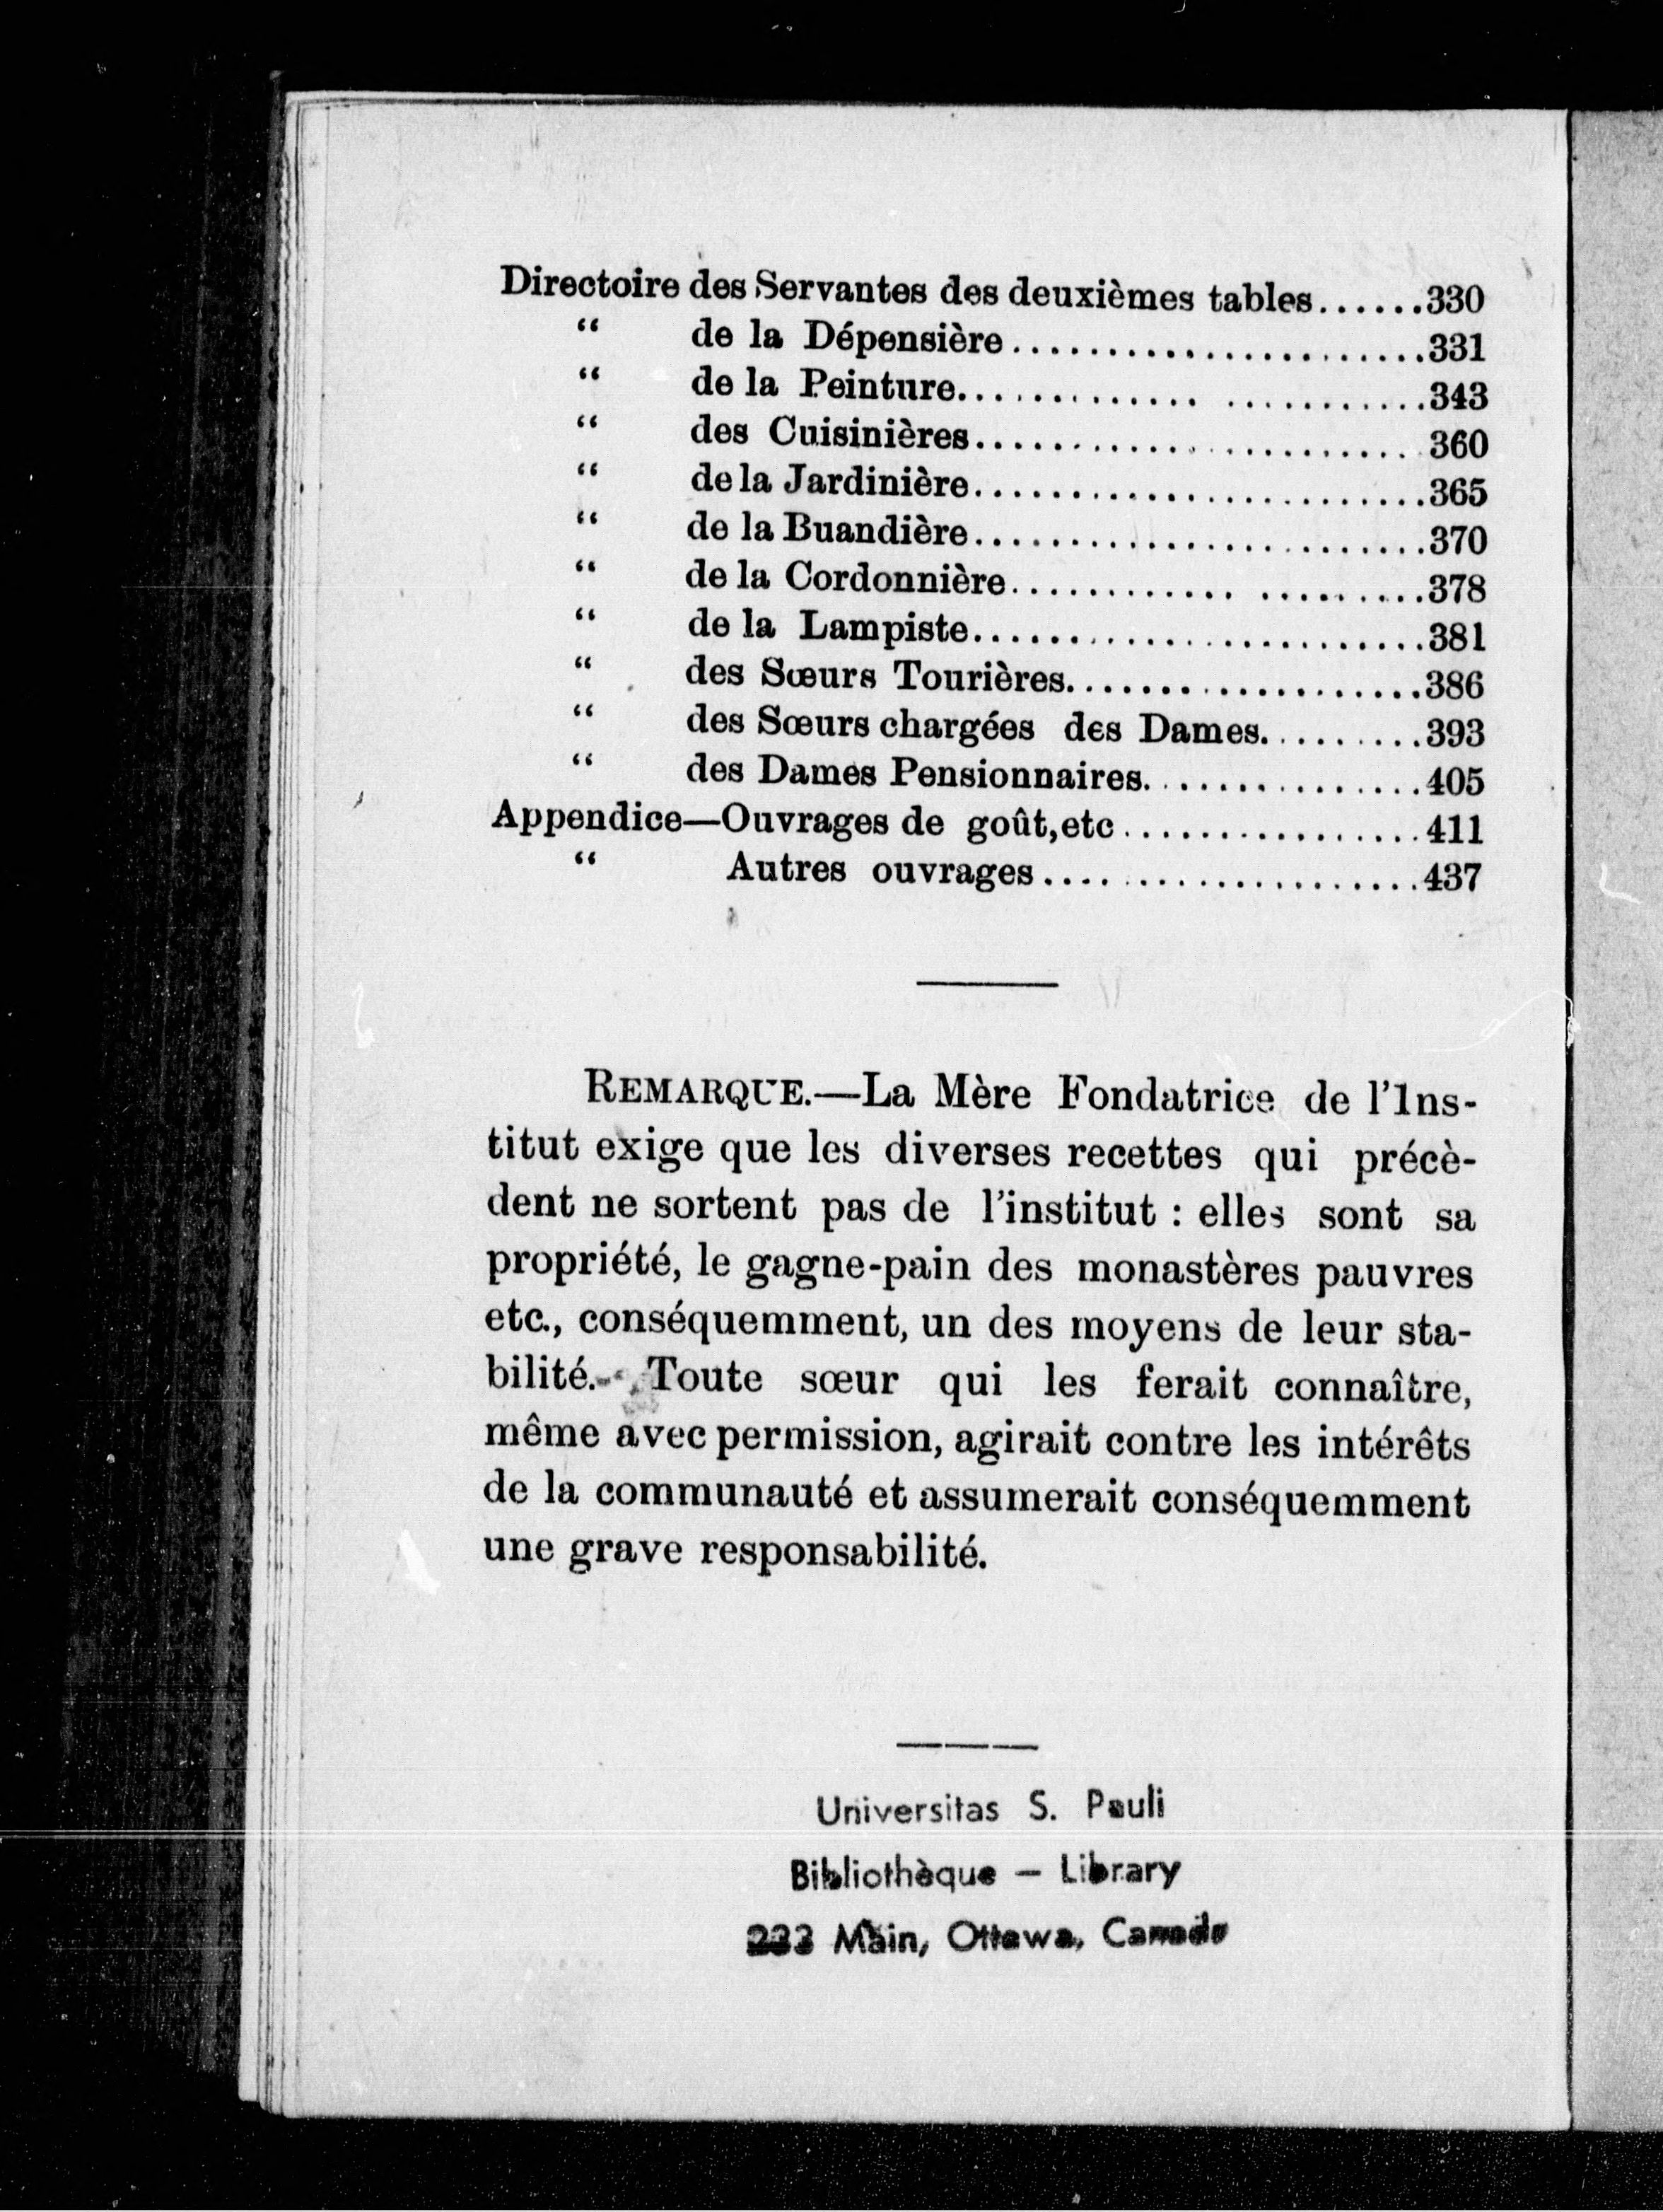 Directoire des Servantes des deuxièmes tables......330
“ de la Dépensière......................331
“ de la Peinture........................343
“ des Cuisinières.......................360
“ de la Jardinière........................365
“ de la Buandière........................370
“ de la Cordonnière......................378
“ de la Lampiste........................381
“ des Sœurs Tourières...................386
“ des Sœurs chargées des Dames.........393
“ des Dames Pensionnaires...............405
Appendice—Ouvrages de goût,etc................411
“ Autres ouvrages....................437
REMARQUE.—La Mère Fondatrice de l'Ins-
titut exige que les diverses recettes qui précè-
dent ne sortent pas de l'institut : elles sont sa
propriété, le gagne-pain des monastères pauvres
etc., conséquemment, un des moyens de leur sta-
bilité. Toute sœur qui les ferait connaître,
même avec permission, agirait contre les intérêts
de la communauté et assumerait conséquemment
une grave responsabilité.
Universitas S. Pauli
Bibliothèque — Library
Main, Ottawa, Canada